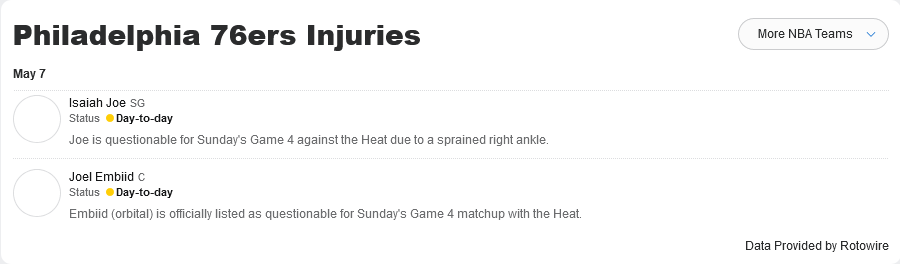 Philadelphia 76ers Injuries
More NBA Teams
May 7
Isaiah Joe SG
Status Day-to-day
Joe is questionable for Sunday's Game 4 against the Heat due to a sprained right ankle.
Joel Embiid C
Status Day-to-day
Embiid (orbital) is officially listed as questionable for Sunday's Game 4 matchup with the Heat.
Data Provided by Rotowire